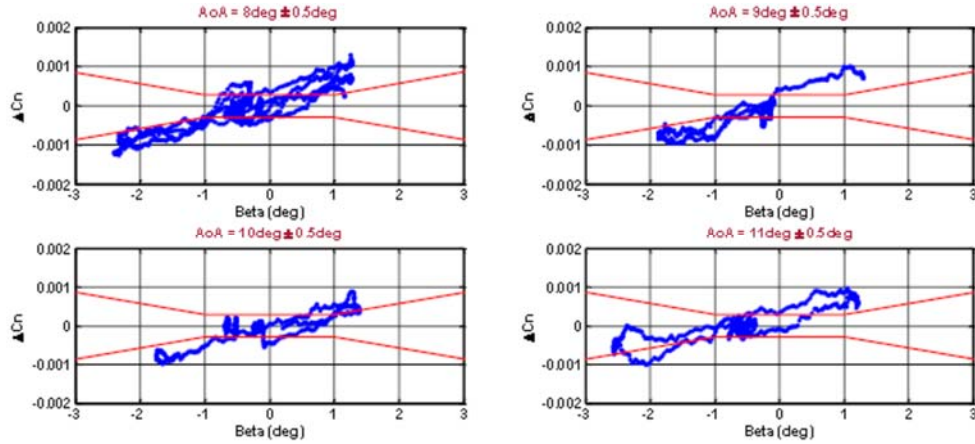 AoA = 8deg ± 0.5deg
0.002
0.001
0
-0.001
-0.002
ΔCn
-3 -2 -1 0 1 2 3
Beta (deg)
AoA = 9deg ± 0.5deg
0.002
0.001
0
-0.001
-0.002
ΔCn
-3 -2 -1 0 1 2 3
Beta (deg)
AoA = 10deg ± 0.5deg
0.002
0.001
0
-0.001
-0.002
ΔCn
-3 -2 -1 0 1 2 3
Beta (deg)
AoA = 11deg ± 0.5deg
0.002
0.001
0
-0.001
-0.002
ΔCn
-3 -2 -1 0 1 2 3
Beta (deg)